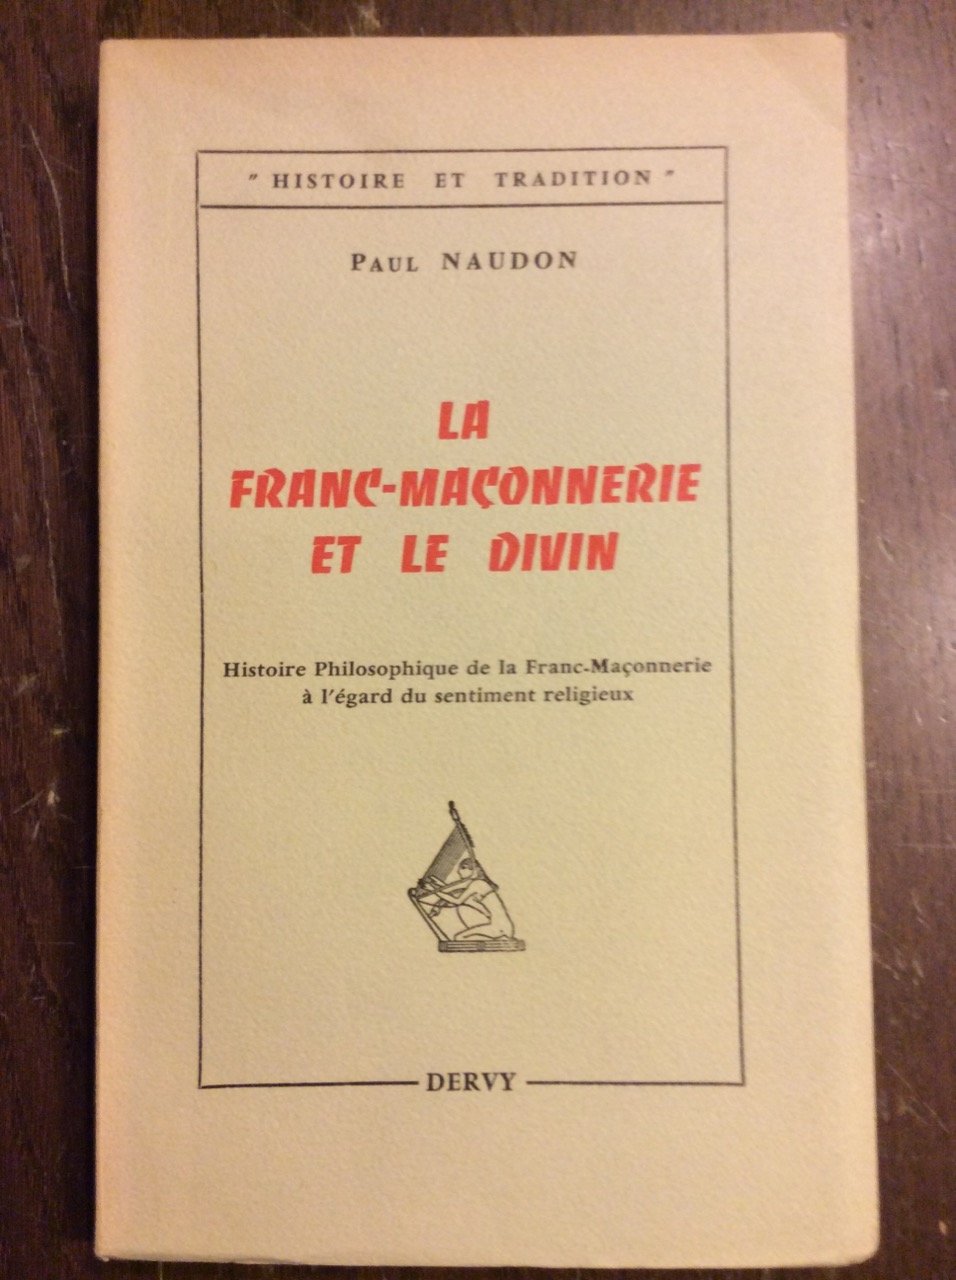 " HISTOIRE ET TRADITION "
PAUL NAUDON
LA
FRANC-MAÇONNERIE
ET LE DIVIN
Histoire Philosophique de la Franc-Maçonnerie
à l'égard du sentiment religieux
DERVY